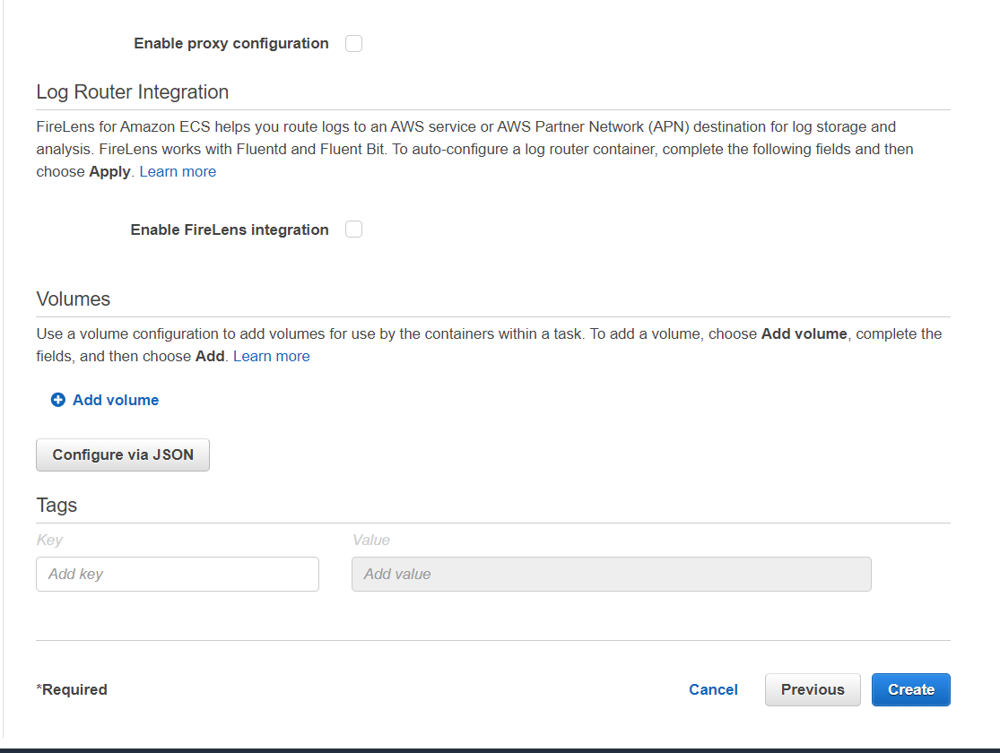 Enable proxy configuration
Log Router Integration
FireLens for Amazon ECS helps you route logs to an AWS service or AWS Partner Network (APN) destination for log storage and
analysis. FireLens works with Fluentd and Fluent Bit. To auto-configure a log router container, complete the following fields and then
choose Apply. Learn more
Enable FireLens integration
Volumes
Use a volume configuration to add volumes for use by the containers within a task. To add a volume, choose Add volume, complete the
fields, and then choose Add. Learn more
Add volume
Configure via JSON
Tags
Key Value
Add key Add value
*Required Cancel Previous Create